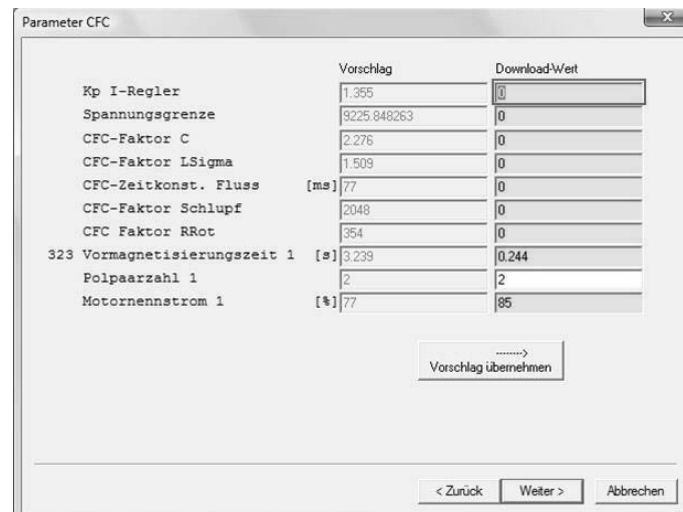 Parameter CFC
Vorschlag Download-Wert
Kp I-Regler 1.355 0
Spannungsgrenze 9225.848263 0
CFC-Faktor C 2.276 0
CFC-Faktor LSigma 1.509 0
CFC-Zeitkonst. Fluss [ms] 77 0
CFC-Faktor Schlupf 2048 0
CFC Faktor RRot 354 0
323 Vormagnetisierungszeit 1 [s] 3.239 0.244
Polpaarzahl 1 2 2
Motornennstrom 1 [%] 77 85
-------->
Vorschlag übernehmen
< Zurück Weiter > Abbrechen